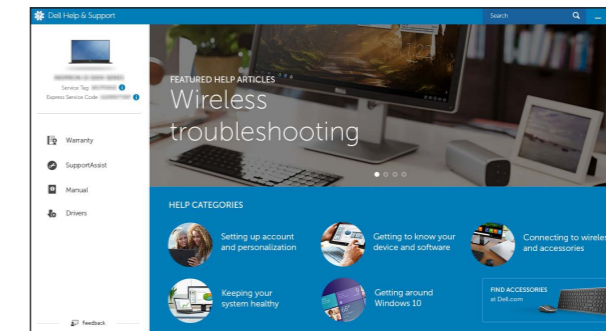 Dell Help & Support
Search
Service Tag
Express Service Code
Warranty
SupportAssist
Manual
Drivers
Feedback
FEATURED HELP ARTICLES
Wireless
troubleshooting
HELP CATEGORIES
Setting up account
and personalization
Getting to know your
device and software
Connecting to wireles
and accessories
Keeping your
system healthy
Getting around
Windows 10
FIND ACCESSORIES
at Dell.com